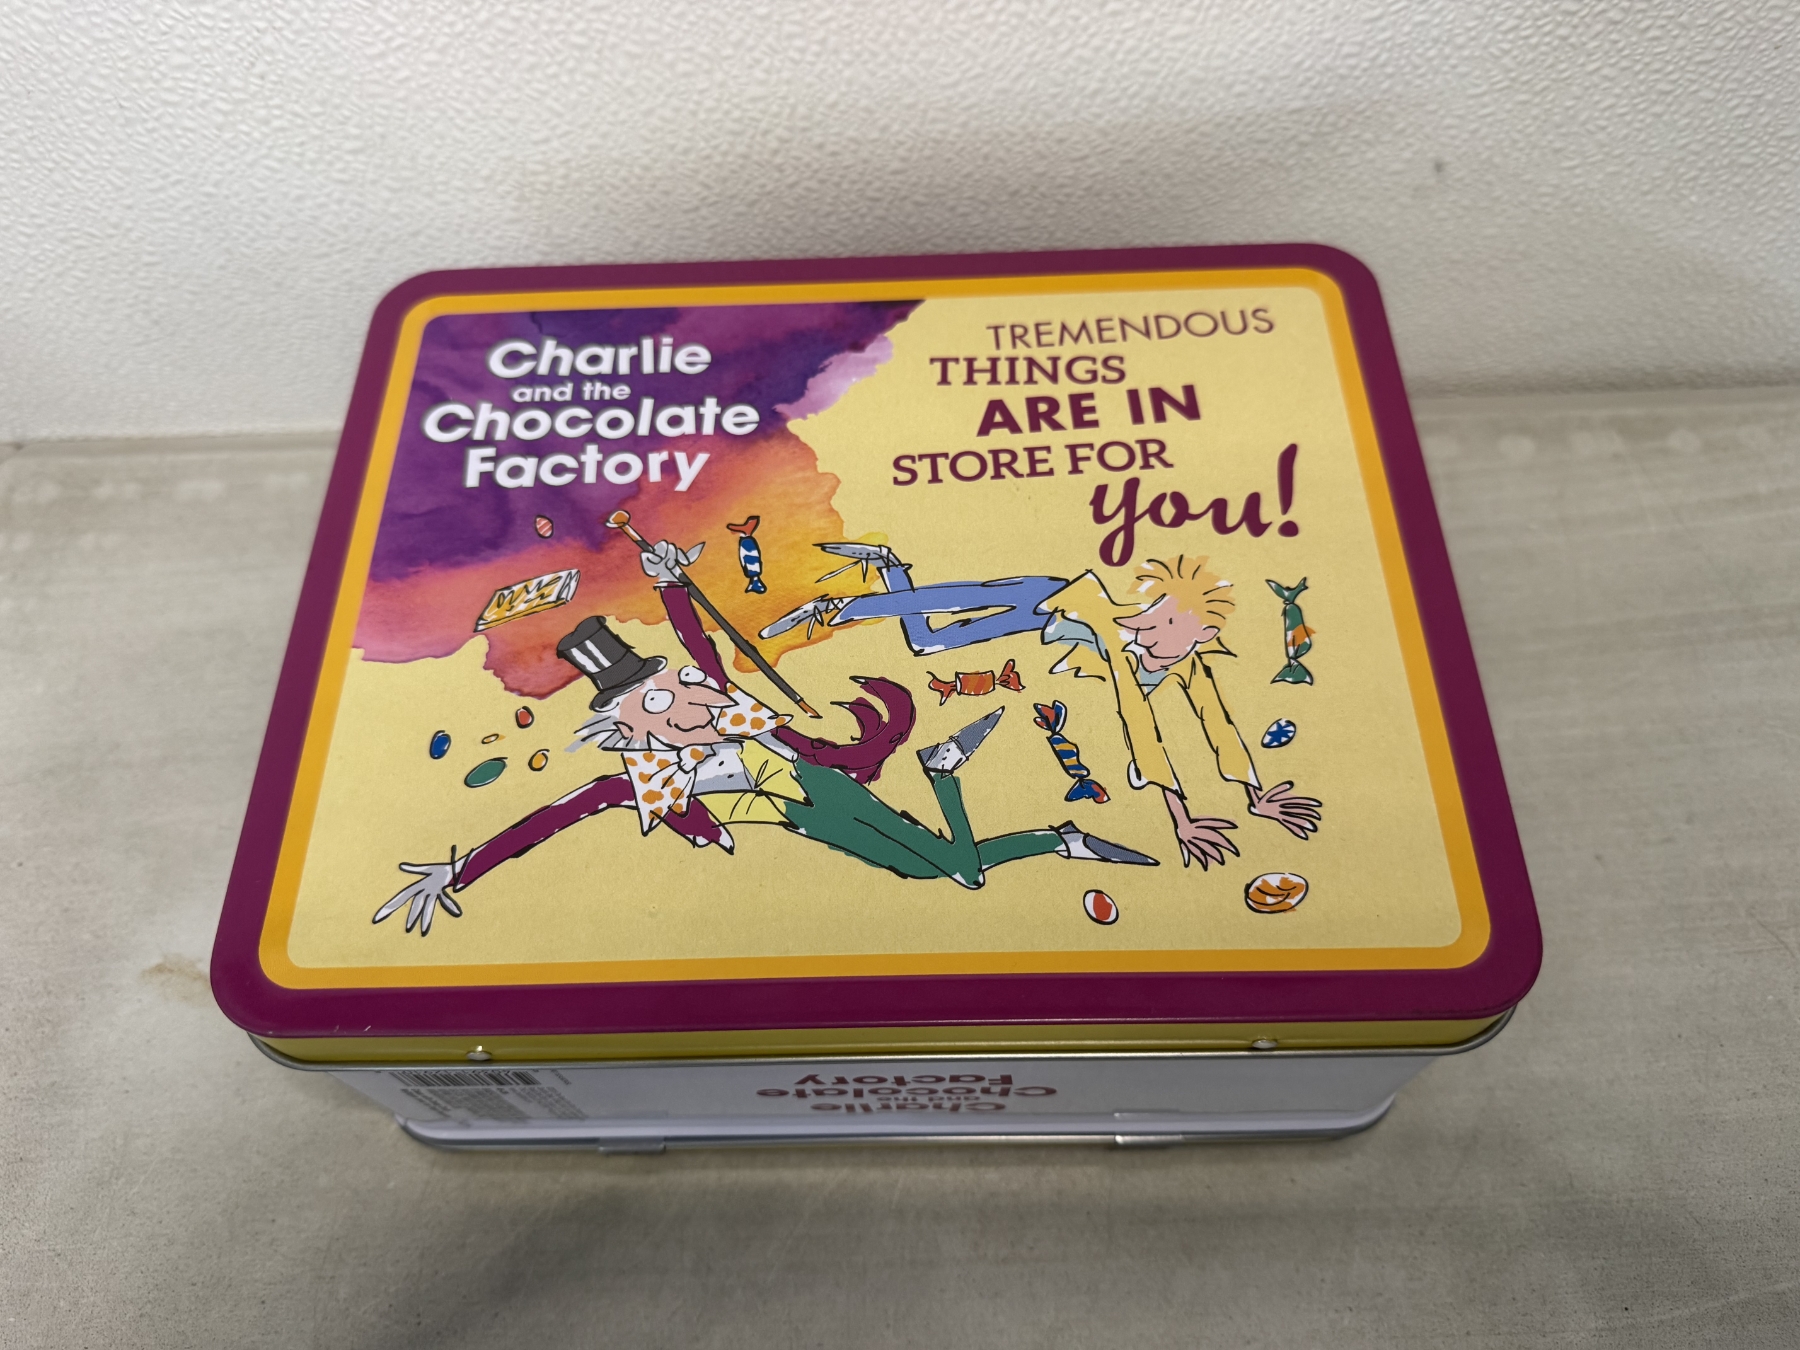 Charlie
and the
Chocolate
Factory
TREMENDOUS
THINGS
ARE IN
STORE FOR
you!
Charlie
and the
Chocolate
Factory